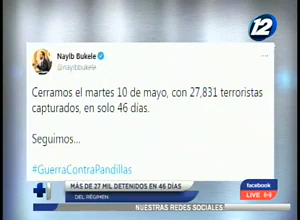 12
Nayib Bukele
@nayibbukele
Cerramos el martes 10 de mayo, con 27,831 terroristas
capturados, en solo 46 días.
Seguimos...
#GuerraContraPandillas
MÁS DE 27 MIL DETENIDOS EN 46 DÍAS
DEL RÉGIMEN
facebook
LIVE
NUESTRAS REDES SOCIALES